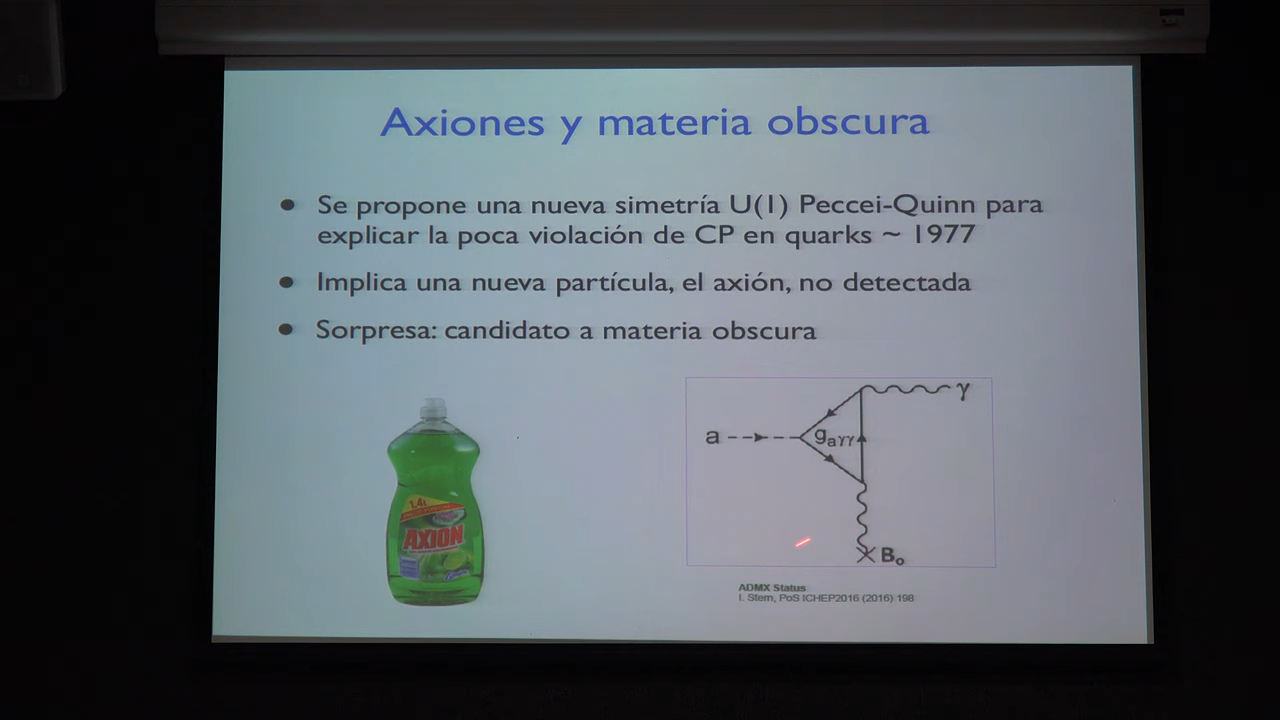 Axiones y materia obscura
• Se propone una nueva simetría U(1) Peccei-Quinn para
explicar la poca violación de CP en quarks ~ 1977
• Implica una nueva partícula, el axión, no detectada
• Sorpresa: candidato a materia obscura
γ
a
gaγγ
1.4L
AXION
B₀
ADMX Status
I. Stern, PoS ICHEP2016 (2016) 198